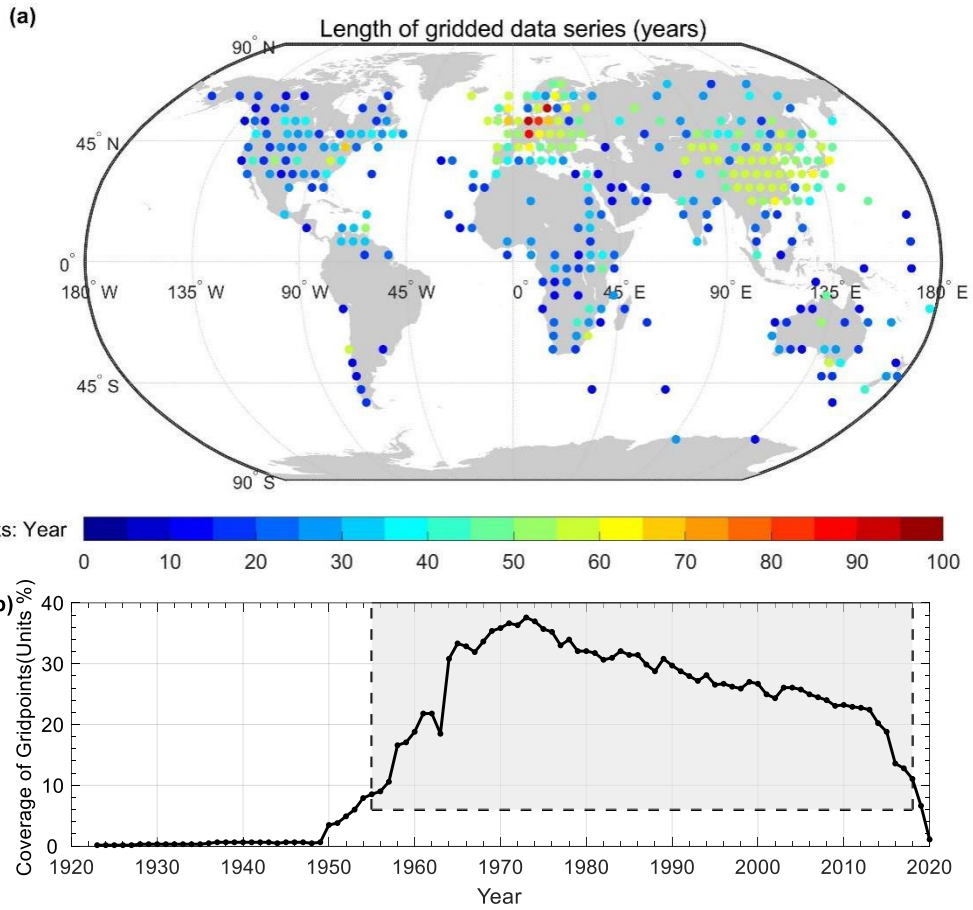 (a)
Length of gridded data series (years)
90° N
45° N
0°
180° W 135° W 90° W 45° W 0° 45° E 90° E 135° E 180° E
45° S
90° S
ts: Year
0 10 20 30 40 50 60 70 80 90 100
b)
Coverage of Gridpoints(Units %)
40
30
20
10
0
1920 1930 1940 1950 1960 1970 1980 1990 2000 2010 2020
Year